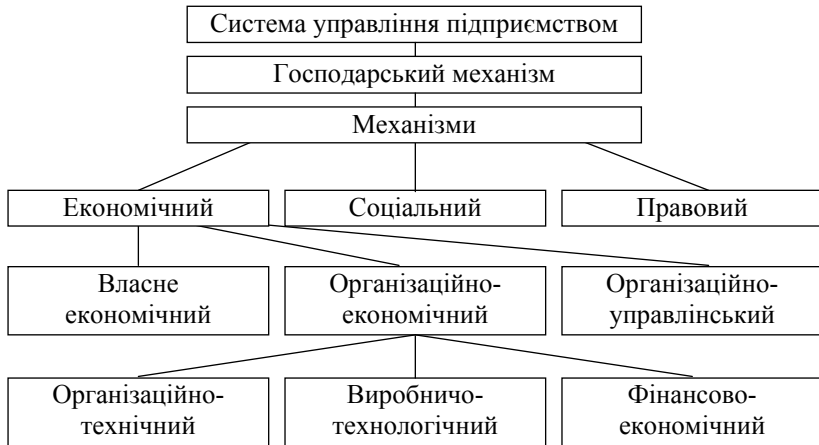 Система управління підприємством
Господарський механізм
Механізми
Економічний
Соціальний
Правовий
Власне
економічний
Організаційно-
економічний
Організаційно-
управлінський
Організаційно-
технічний
Виробничо-
технологічний
Фінансово-
економічний